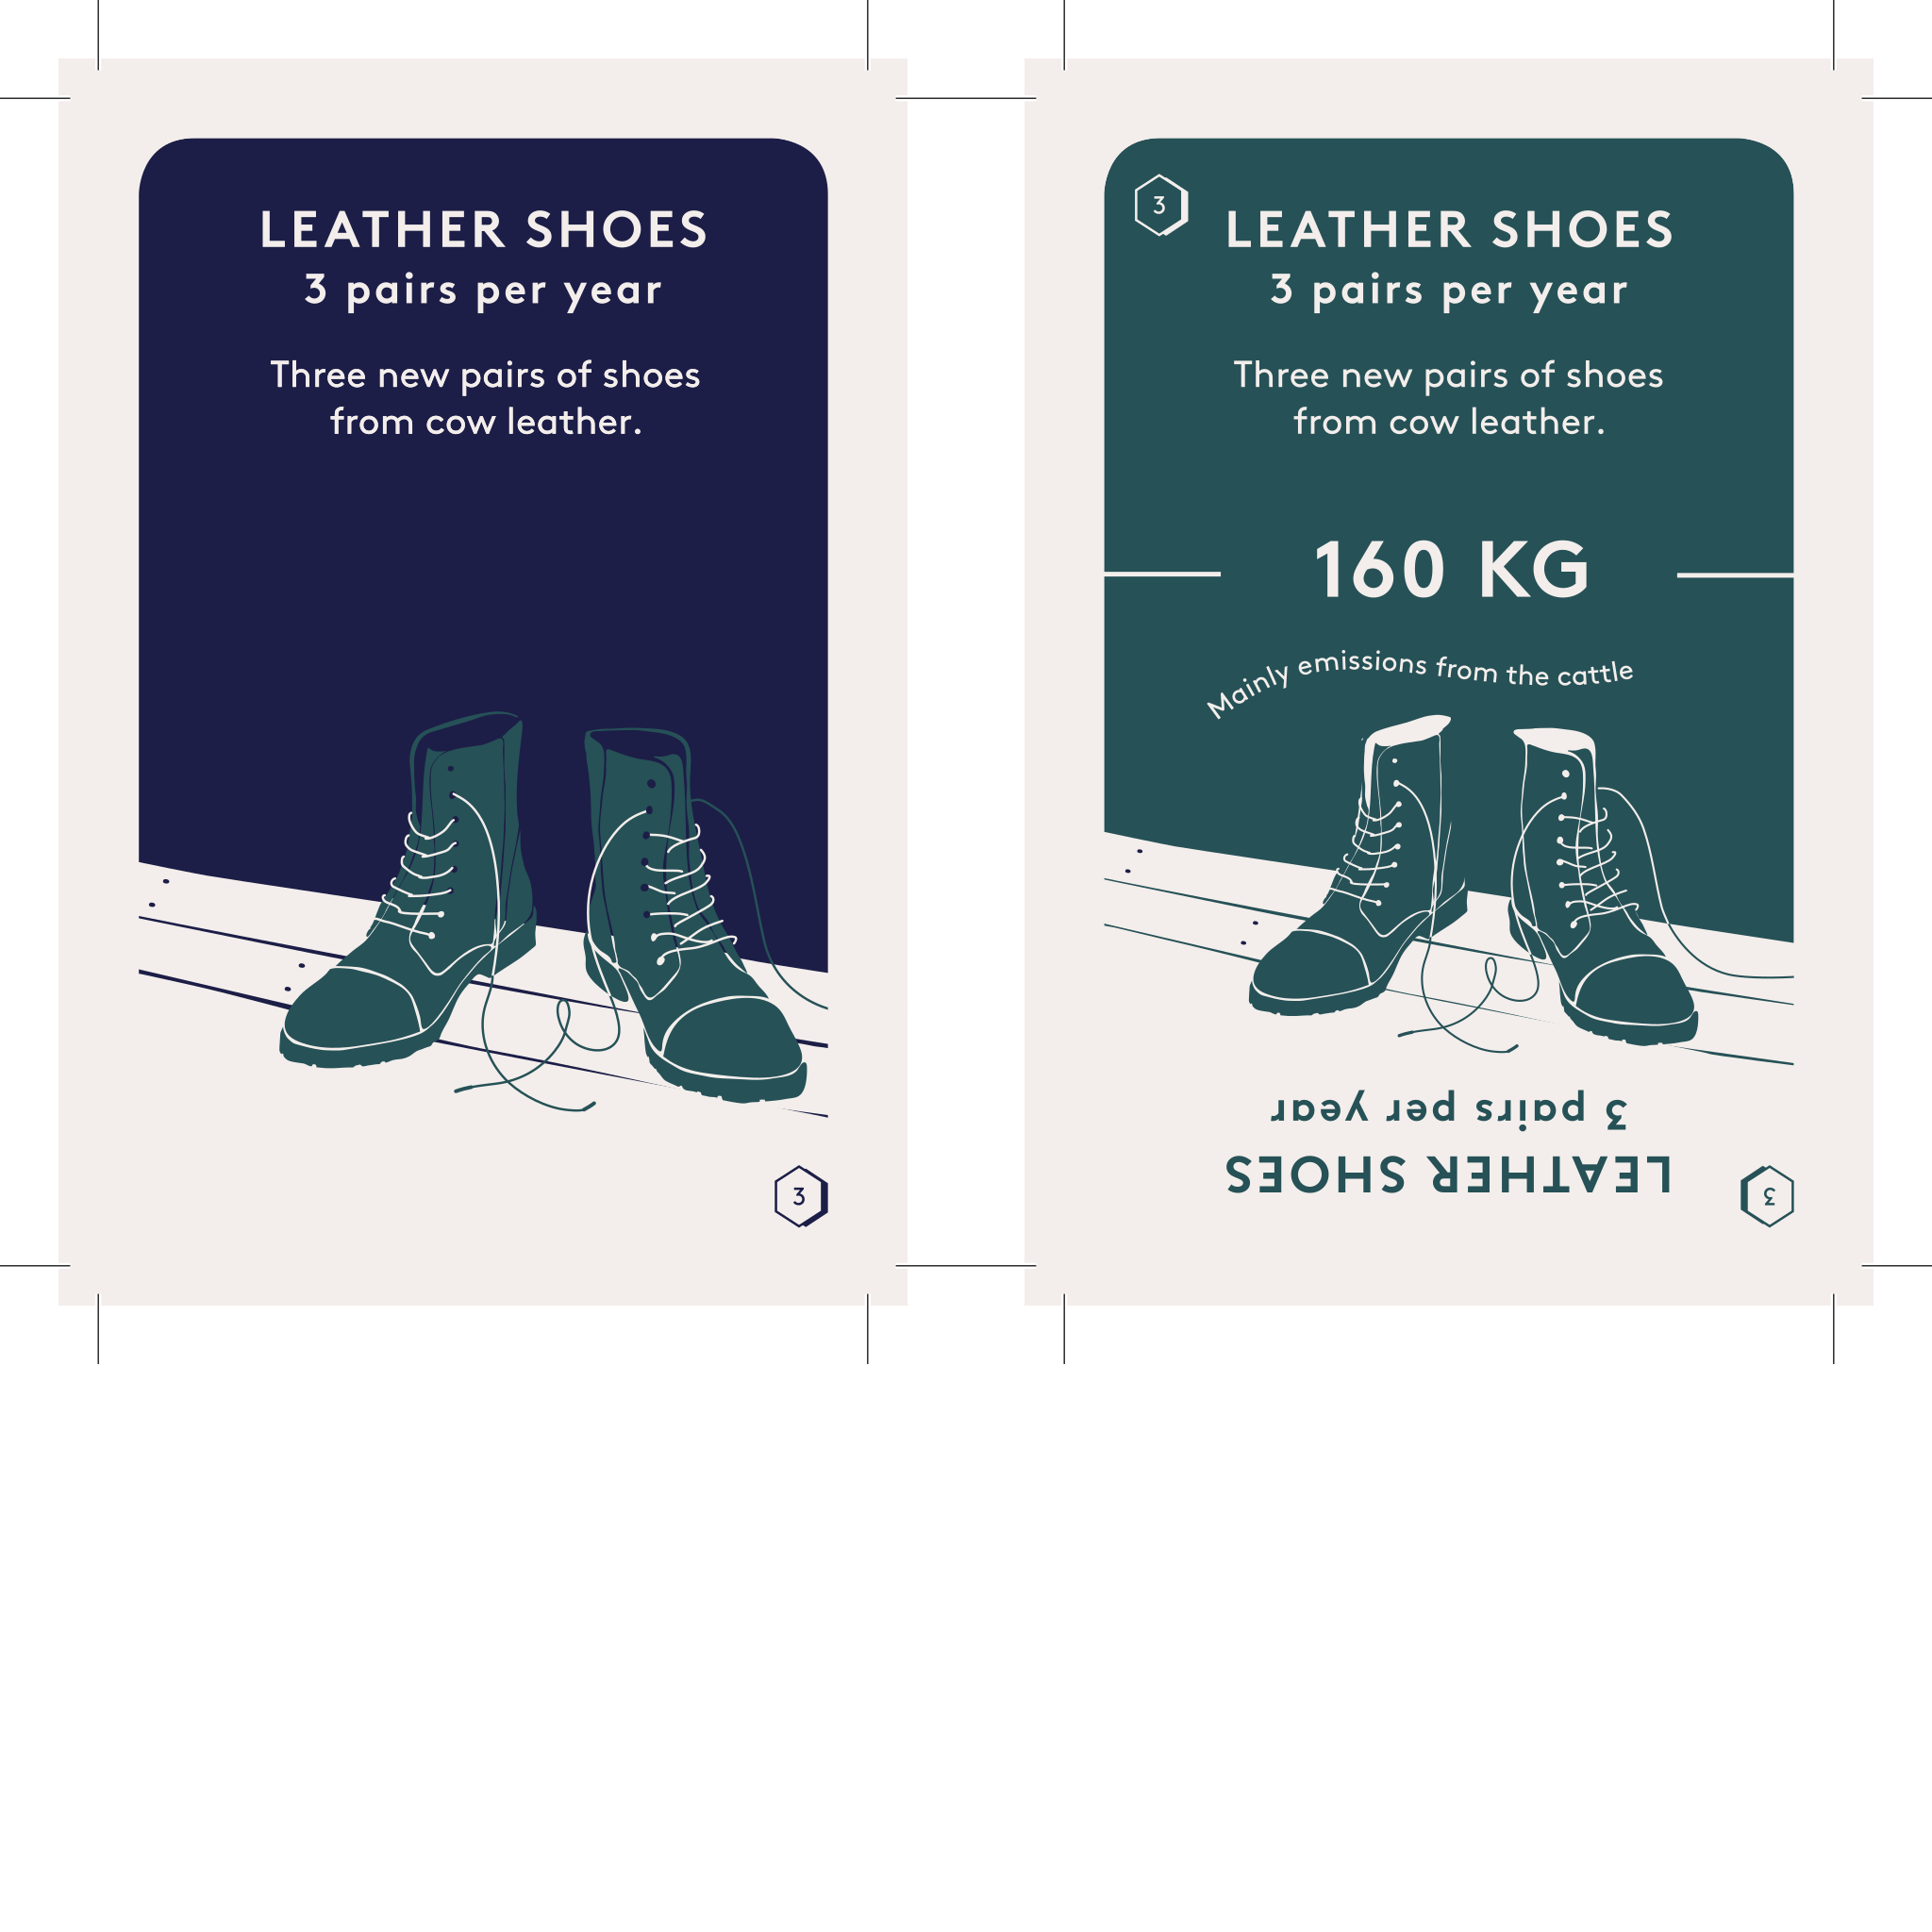 LEATHER SHOES
3 pairs per year
Three new pairs of shoes
from cow leather.
3
3
LEATHER SHOES
3 pairs per year
Three new pairs of shoes
from cow leather.
160 KG
Mainly emissions from the cattle
3 pairs per year
LEATHER SHOES
3